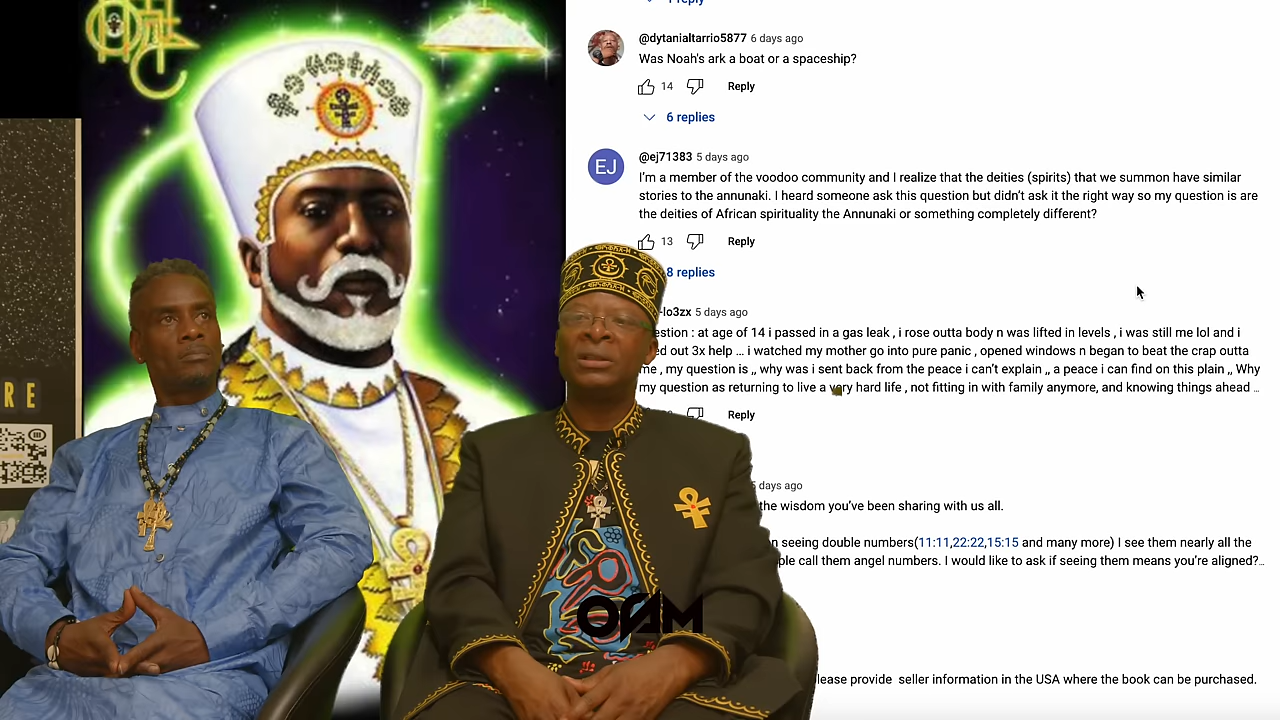 1 reply
@dytanialtarrio5877 6 days ago
Was Noah's ark a boat or a spaceship?
14 Reply
6 replies
EJ
@ej71383 5 days ago
I'm a member of the voodoo community and I realize that the deities (spirits) that we summon have similar
stories to the annunaki. I heard someone ask this question but didn't ask it the right way so my question is are
the deities of African spirituality the Annunaki or something completely different?
13 Reply
8 replies
-lo3zx 5 days ago
estion : at age of 14 i passed in a gas leak , i rose outta body n was lifted in levels , i was still me lol and i
ed out 3x help ... i watched my mother go into pure panic , opened windows n began to beat the crap outta
me , my question is ,, why was i sent back from the peace i can't explain ,, a peace i can find on this plain ,, Why
my question as returning to live a very hard life , not fitting in with family anymore, and knowing things ahead ...
Reply
5 days ago
the wisdom you've been sharing with us all.
n seeing double numbers(11:11,22:22,15:15 and many more) I see them nearly all the
ple call them angel numbers. I would like to ask if seeing them means you're aligned?...
lease provide seller information in the USA where the book can be purchased.
RE